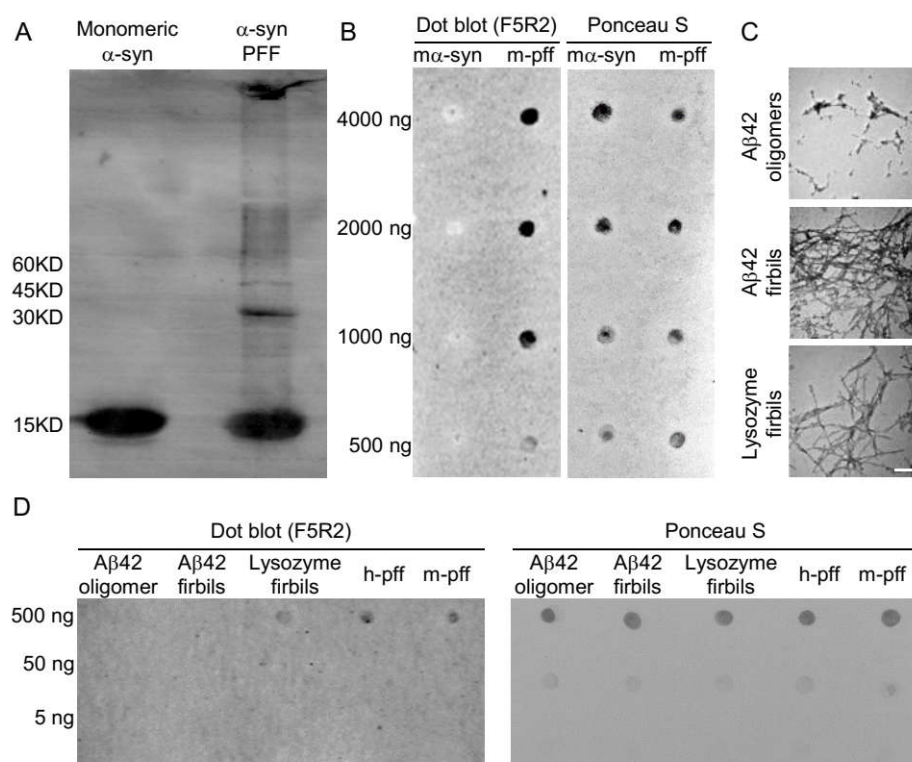 A
Monomeric
α-syn
α-syn
PFF
60KD
45KD
30KD
15KD
B
Dot blot (F5R2)
Ponceau S
mα-syn
m-pff
mα-syn
m-pff
4000 ng
2000 ng
1000 ng
500 ng
C
Aβ42
oligomers
Aβ42
firbils
Lysozyme
firbils
D
Dot blot (F5R2)
Ponceau S
Aβ42
oligomer
Aβ42
firbils
Lysozyme
firbils
h-pff
m-pff
Aβ42
oligomer
Aβ42
firbils
Lysozyme
firbils
h-pff
m-pff
500 ng
50 ng
5 ng